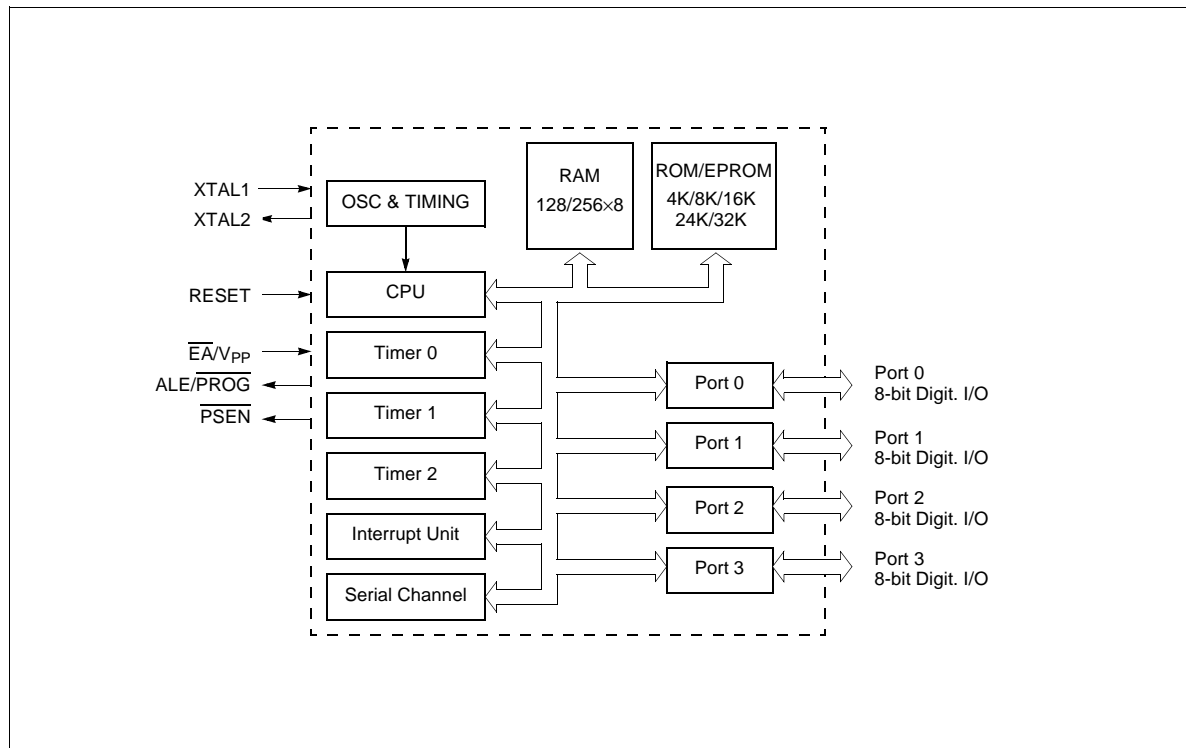 XTAL1
XTAL2
RESET
EA/VPP
ALE/PROG
PSEN
OSC & TIMING
CPU
Timer 0
Timer 1
Timer 2
Interrupt Unit
Serial Channel
RAM
128/256×8
ROM/EPROM
4K/8K/16K
24K/32K
Port 0
Port 1
Port 2
Port 3
Port 0
8-bit Digit. I/O
Port 1
8-bit Digit. I/O
Port 2
8-bit Digit. I/O
Port 3
8-bit Digit. I/O